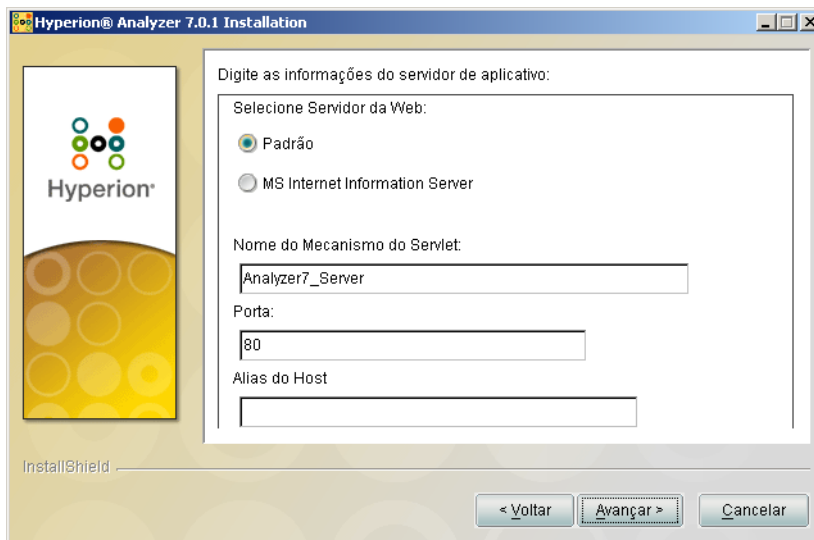 Hyperion® Analyzer 7.0.1 Installation
Hyperion®
Digite as informações do servidor de aplicativo:
Selecione Servidor da Web:
Padrão
MS Internet Information Server
Nome do Mecanismo do Servlet:
Analyzer7_Server
Porta:
80
Alias do Host
InstallShield
< Voltar
Avançar >
Cancelar